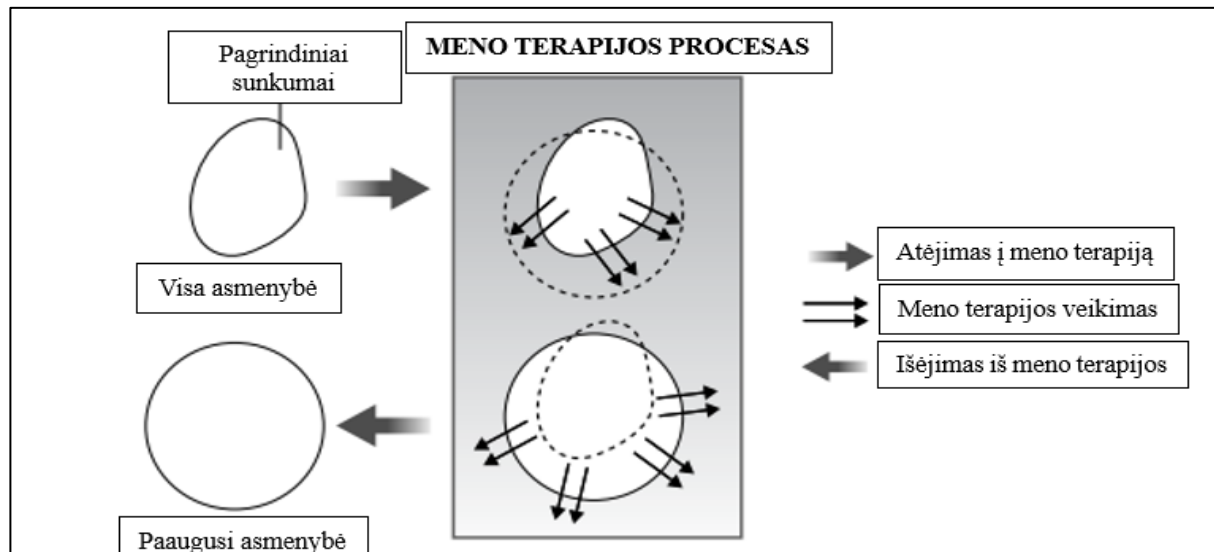 Pagrindiniai
sunkumai
MENO TERAPIJOS PROCESAS
Visa asmenybė
Atėjimas į meno terapiją
Meno terapijos veikimas
Išėjimas iš meno terapijos
Paaugusi asmenybė